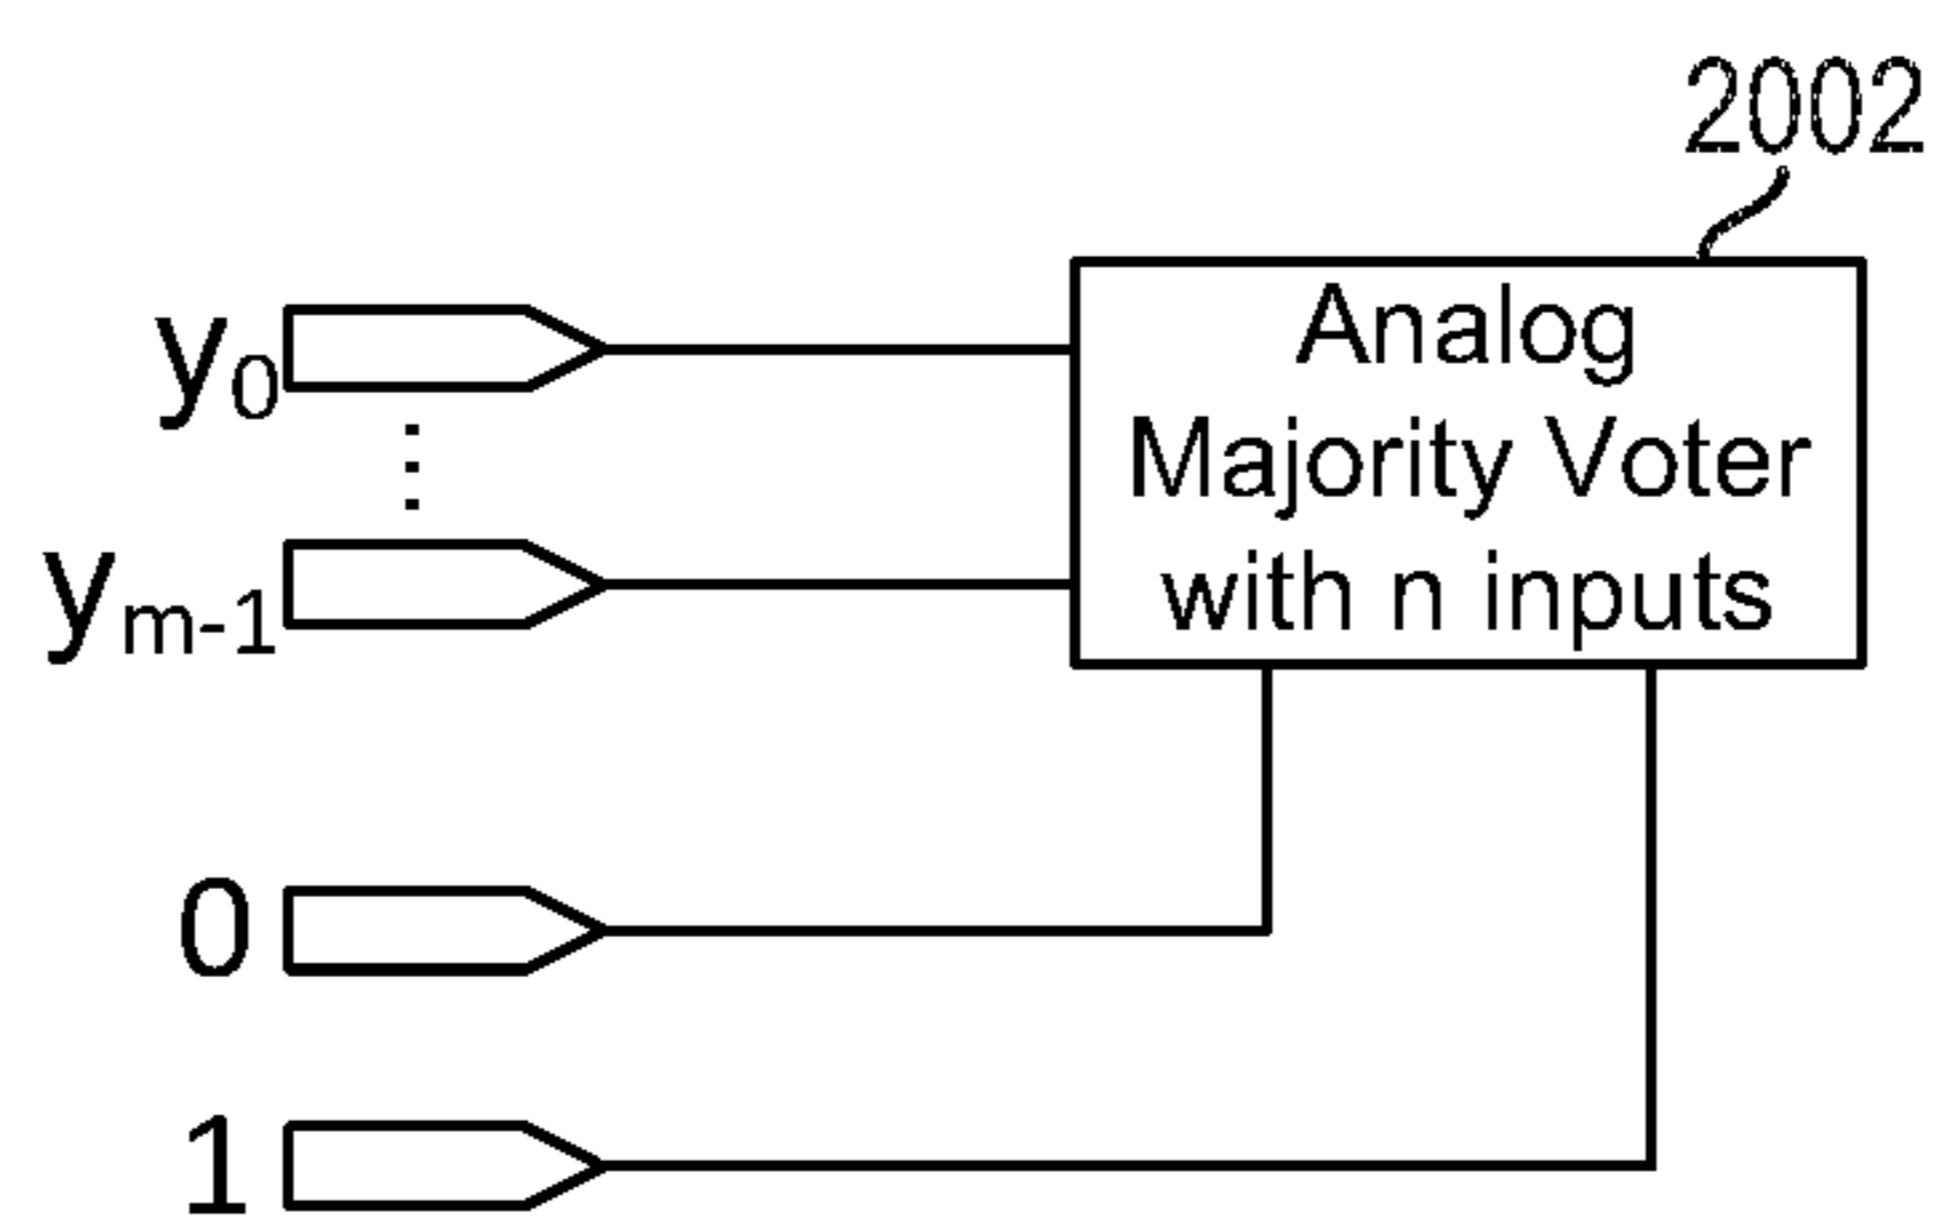 2002
y0
Analog
Majority Voter
with n inputs
⋮
ym-1
0
1